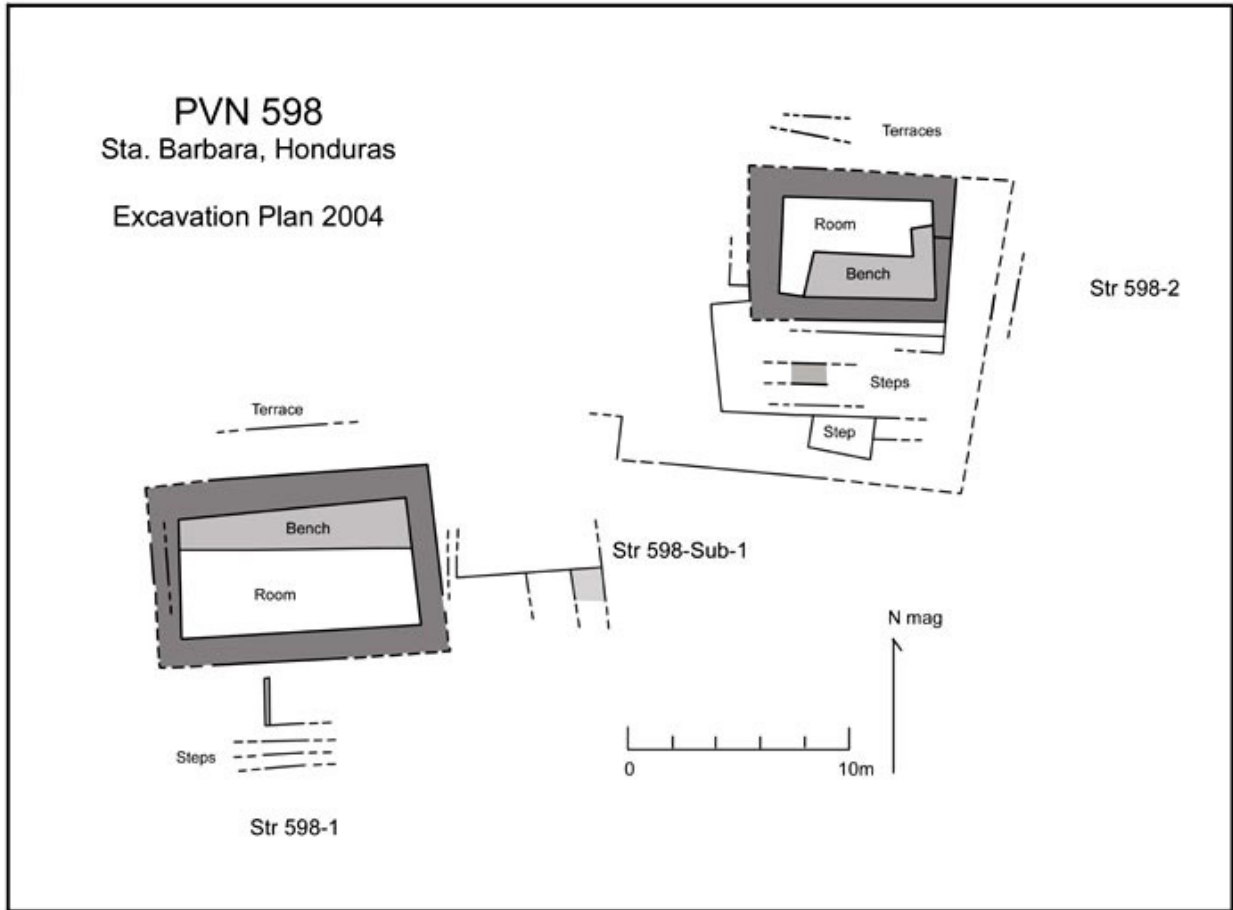 PVN 598
Sta. Barbara, Honduras
Excavation Plan 2004
Terraces
Room
Bench
Str 598-2
Steps
Step
Terrace
Bench
Room
Str 598-Sub-1
N mag
0 10m
Steps
Str 598-1